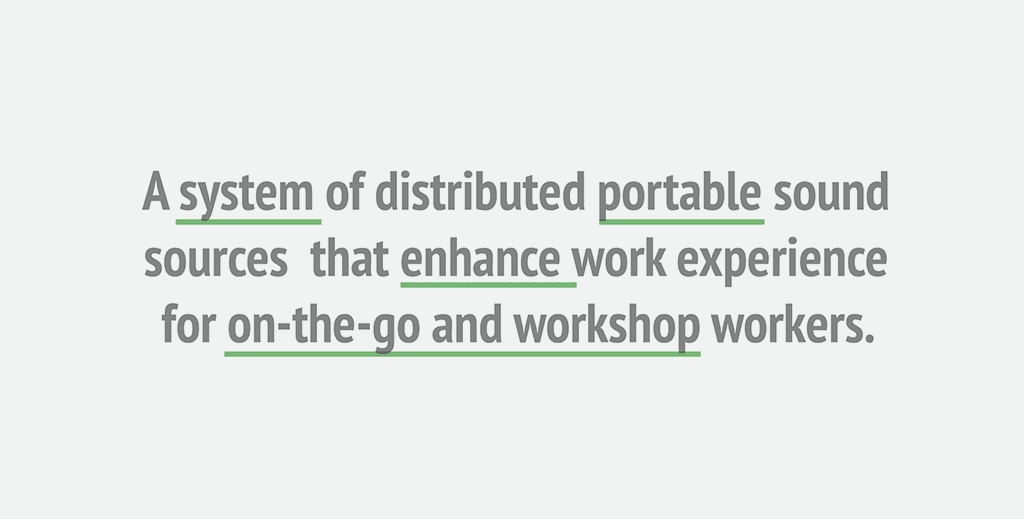 A system of distributed portable sound
sources that enhance work experience
for on-the-go and workshop workers.